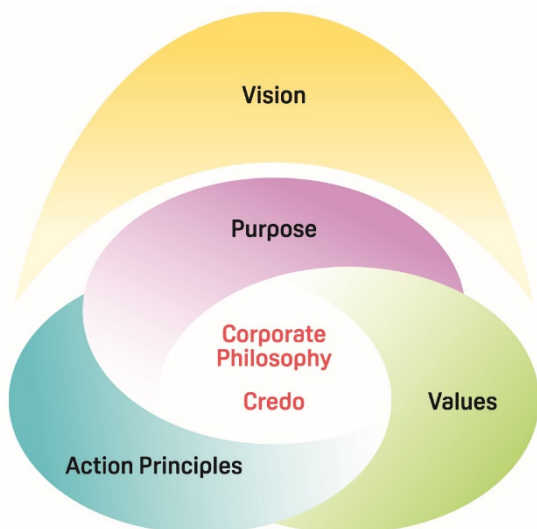 Vision
Purpose
Corporate
Philosophy
Credo
Values
Action Principles